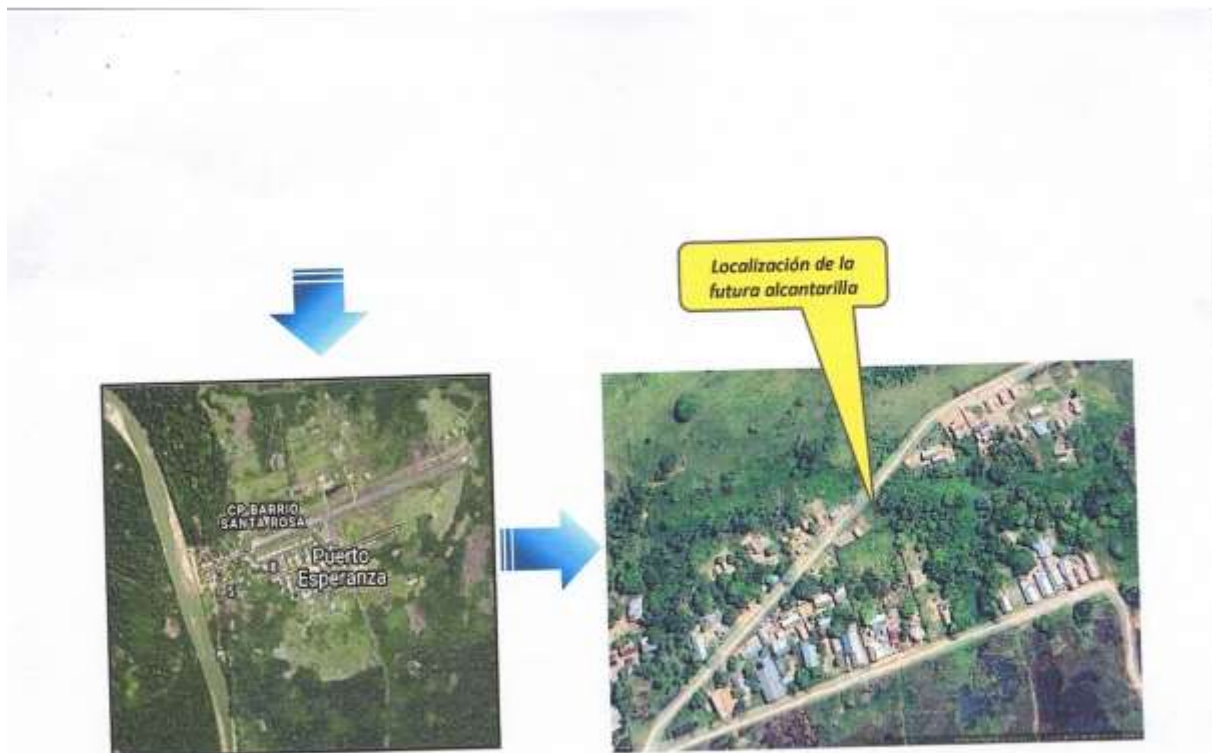 Localización de la
futura alcantarilla
CP BARRIO
SANTA ROSA
Puerto
Esperanza